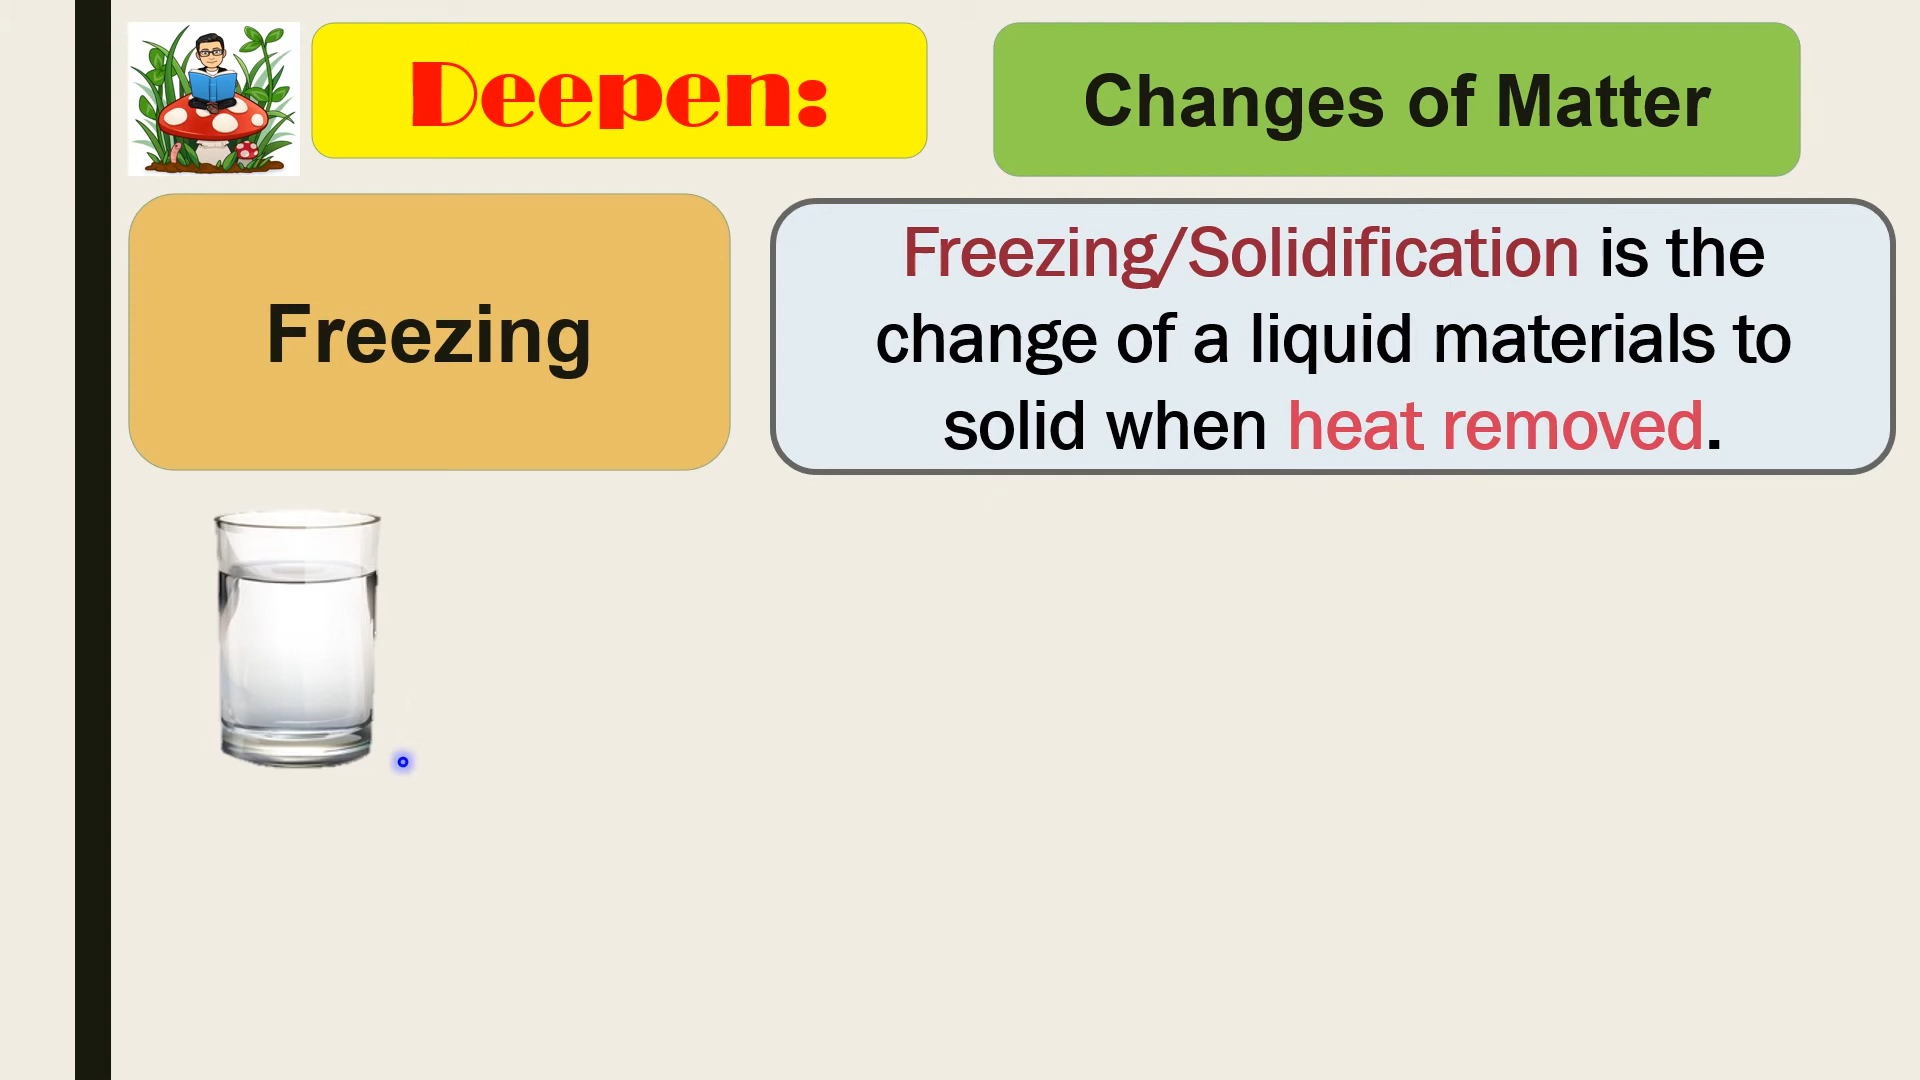 Deepen:
Changes of Matter
Freezing
Freezing/Solidification is the
change of a liquid materials to
solid when heat removed.